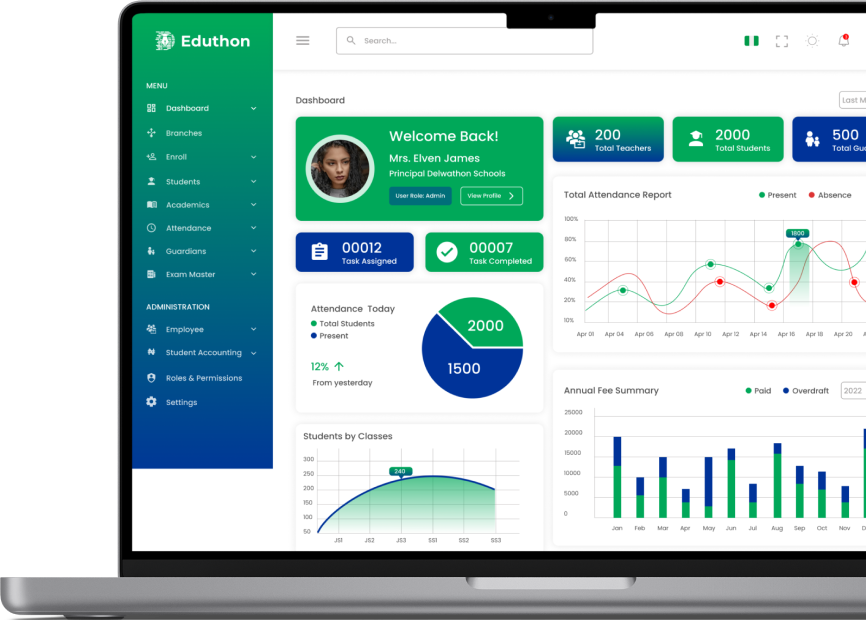 Eduthon
Search...
3
MENU
Dashboard
Branches
Enroll
Students
Academics
Attendance
Guardians
Exam Master
ADMINISTRATION
Employee
Student Accounting
Roles & Permissions
Settings
Dashboard
Last M
Welcome Back!
Mrs. Elven James
Principal Delwathon Schools
User Role: Admin
View Profile
200
Total Teachers
2000
Total Students
500
Total Gu
00012
Task Assigned
00007
Task Completed
Total Attendance Report
Present
Absence
100%
80%
60%
40%
20%
10%
1800
Apr 01 Apr 04 Apr 06 Apr 08 Apr 10 Apr 12 Apr 14 Apr 16 Apr 18 Apr 20
Attendance Today
Total Students
Present
12%
From yesterday
2000
1500
Annual Fee Summary
Paid
Overdraft
2022
25000
20000
15000
10000
5000
0
Jan Feb Mar Apr May Jun Jul Aug Sep Oct Nov
Students by Classes
300
250
200
150
100
50
240
JS1 JS2 JS3 SS1 SS2 SS3